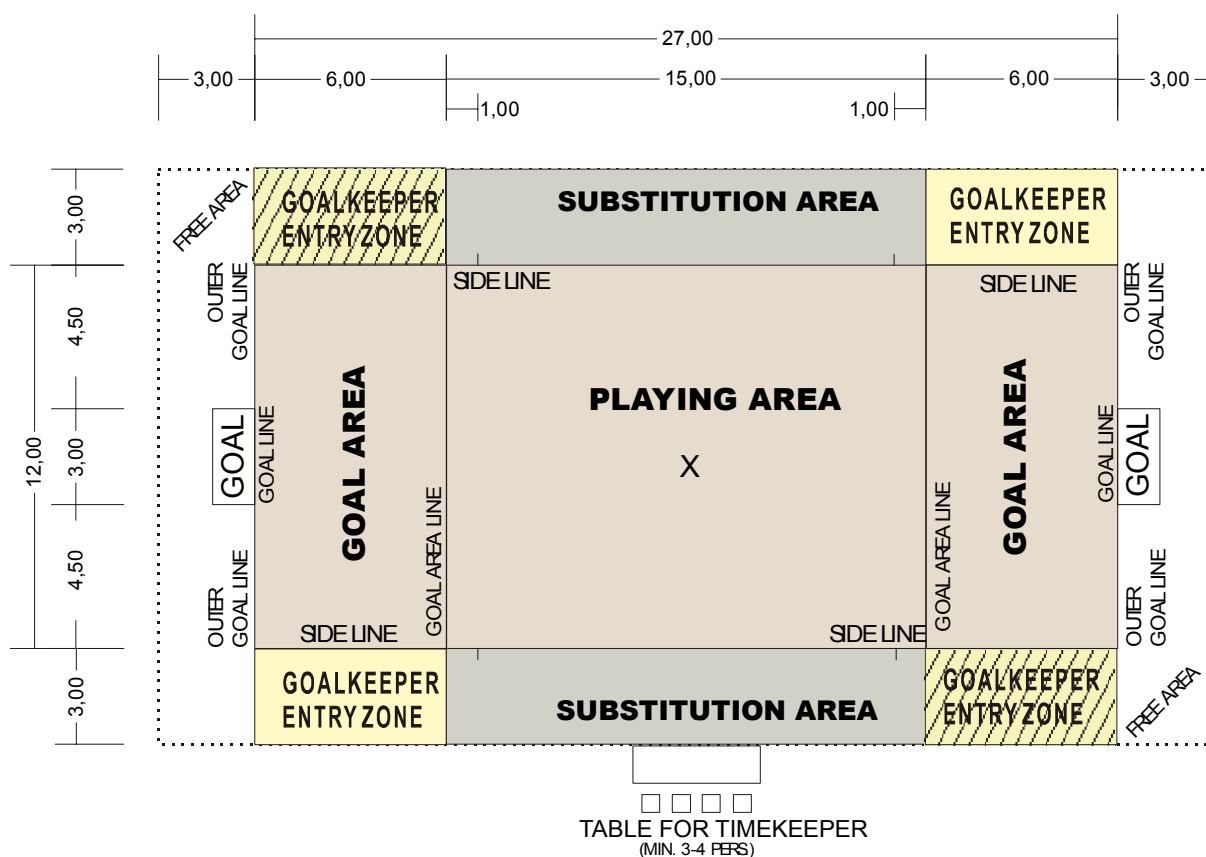 27,00
3,00 6,00 15,00 6,00 3,00
1,00 1,00
3,00
FREE AREA
GOALKEEPER
ENTRY ZONE
SUBSTITUTION AREA
GOALKEEPER
ENTRY ZONE
OUTER
GOAL LINE
SIDE LINE
SIDE LINE
OUTER
GOAL LINE
4,50
12,00
3,00
GOAL
GOAL LINE
GOAL AREA
PLAYING AREA
X
GOAL AREA
GOAL LINE
GOAL
4,50
OUTER
GOAL LINE
GOAL AREA LINE
GOAL AREA LINE
OUTER
GOAL LINE
SIDE LINE
SIDE LINE
3,00
GOALKEEPER
ENTRY ZONE
SUBSTITUTION AREA
GOALKEEPER
ENTRY ZONE
FREE AREA
TABLE FOR TIMEKEEPER
(MIN. 3-4 PERS.)